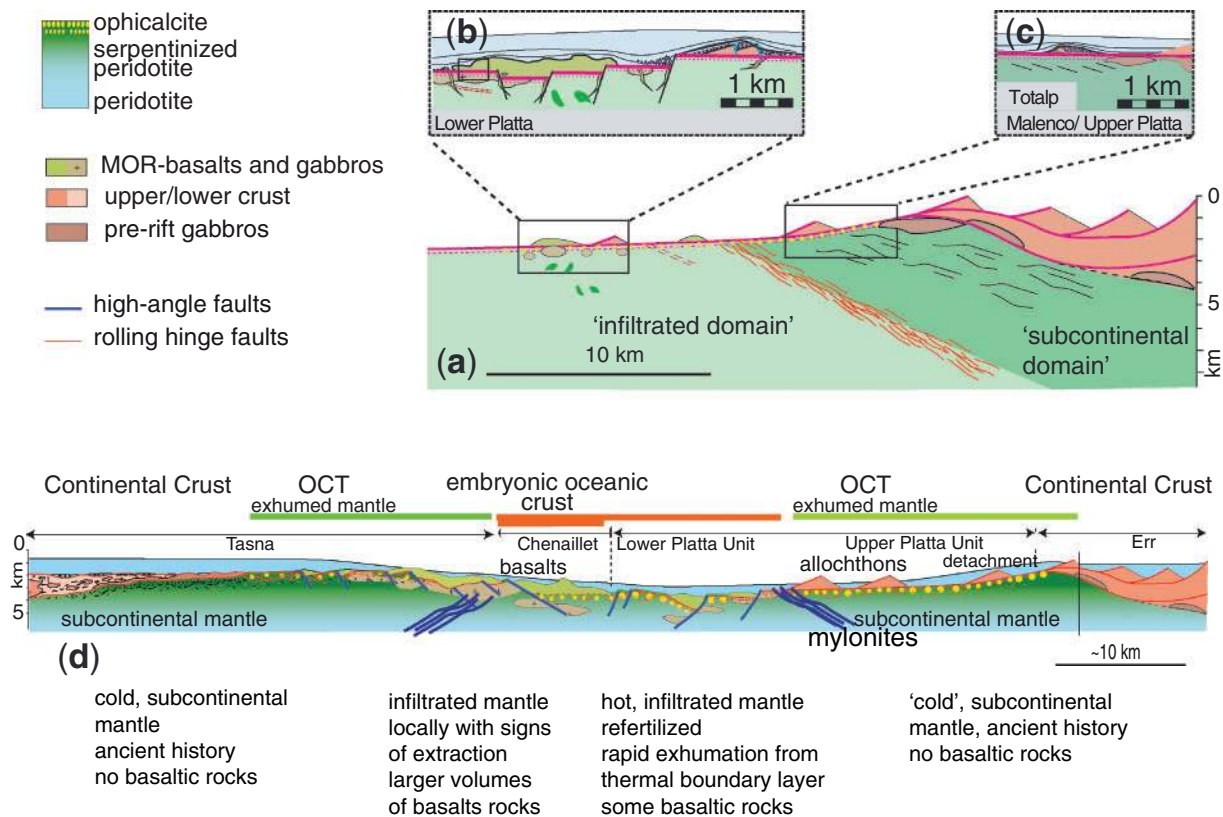 ophicalcite
serpentinized
peridotite
peridotite
MOR-basalts and gabbros
upper/lower crust
pre-rift gabbros
high-angle faults
rolling hinge faults
(b)
1 km
Lower Platta
(c)
1 km
Totalp
Malenco/ Upper Platta
0
5
km
'infiltrated domain'
'subcontinental
domain'
(a)
10 km
Continental Crust
OCT
exhumed mantle
embryonic oceanic
crust
OCT
exhumed mantle
Continental Crust
Tasna
Chenaillet
Lower Platta Unit
Upper Platta Unit
Err
0
km
5
basalts
allochthons
detachment
subcontinental mantle
subcontinental mantle
mylonites
(d)
~10 km
cold, subcontinental
mantle
ancient history
no basaltic rocks
infiltrated mantle
locally with signs
of extraction
larger volumes
of basalts rocks
hot, infiltrated mantle
refertilized
rapid exhumation from
thermal boundary layer
some basaltic rocks
'cold', subcontinental
mantle, ancient history
no basaltic rocks